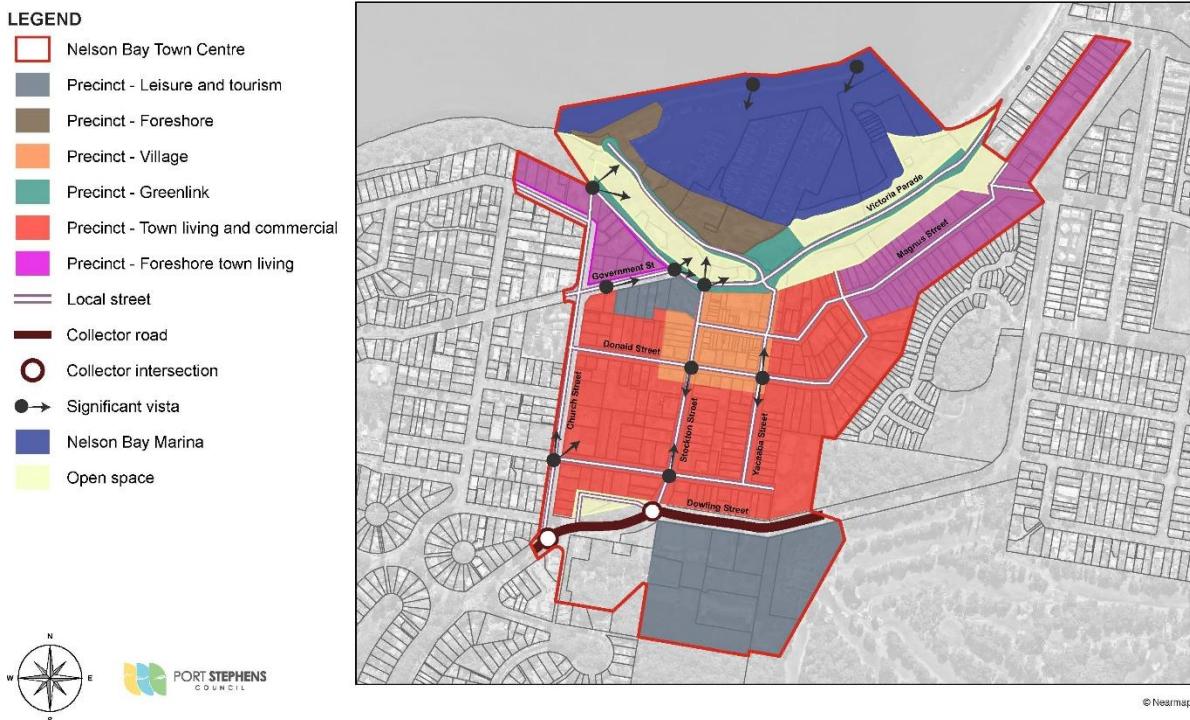 LEGEND
Nelson Bay Town Centre
Precinct - Leisure and tourism
Precinct - Foreshore
Precinct - Village
Precinct - Greenlink
Precinct - Town living and commercial
Precinct - Foreshore town living
Local street
Collector road
Collector intersection
Significant vista
Nelson Bay Marina
Open space
Victoria Parade
Magnus Street
Government St
Donald Street
Church Street
Stockton Street
Yacaaba Street
Dowling Street
N
W
E
S
PORT STEPHENS
COUNCIL
© Nearmap